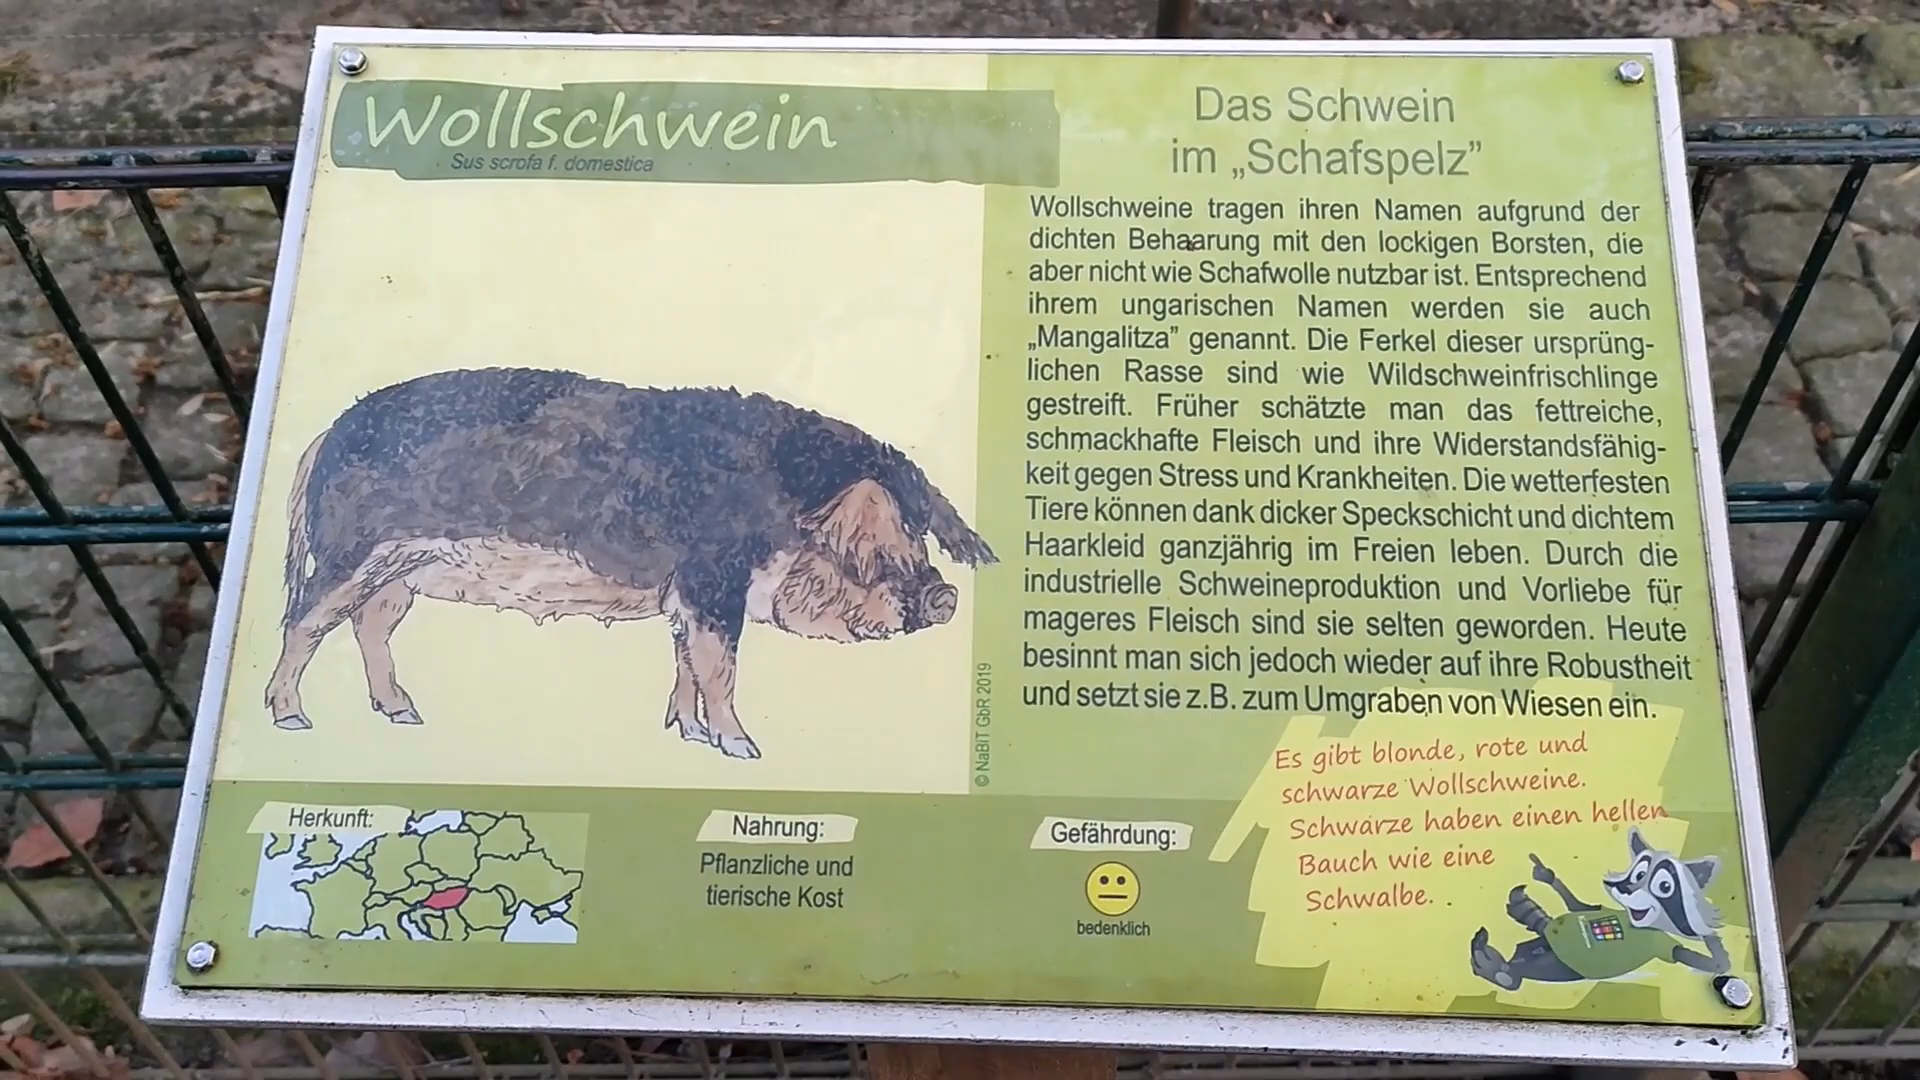 Wollschwein
Sus scrofa f. domestica
Das Schwein
im „Schafspelz”
Wollschweine tragen ihren Namen aufgrund der
dichten Behaarung mit den lockigen Borsten, die
aber nicht wie Schafwolle nutzbar ist. Entsprechend
ihrem ungarischen Namen werden sie auch
„Mangalitza” genannt. Die Ferkel dieser ursprüng-
lichen Rasse sind wie Wildschweinfrischlinge
gestreift. Früher schätzte man das fettreiche,
schmackhafte Fleisch und ihre Widerstandsfähig-
keit gegen Stress und Krankheiten. Die wetterfesten
Tiere können dank dicker Speckschicht und dichtem
Haarkleid ganzjährig im Freien leben. Durch die
industrielle Schweineproduktion und Vorliebe für
mageres Fleisch sind sie selten geworden. Heute
besinnt man sich jedoch wieder auf ihre Robustheit
und setzt sie z.B. zum Umgraben von Wiesen ein.
© NaBiT GbR 2019
Es gibt blonde, rote und
schwarze Wollschweine.
Schwarze haben einen hellen
Bauch wie eine
Schwalbe.
Herkunft:
Nahrung:
Pflanzliche und
tierische Kost
Gefährdung:
bedenklich